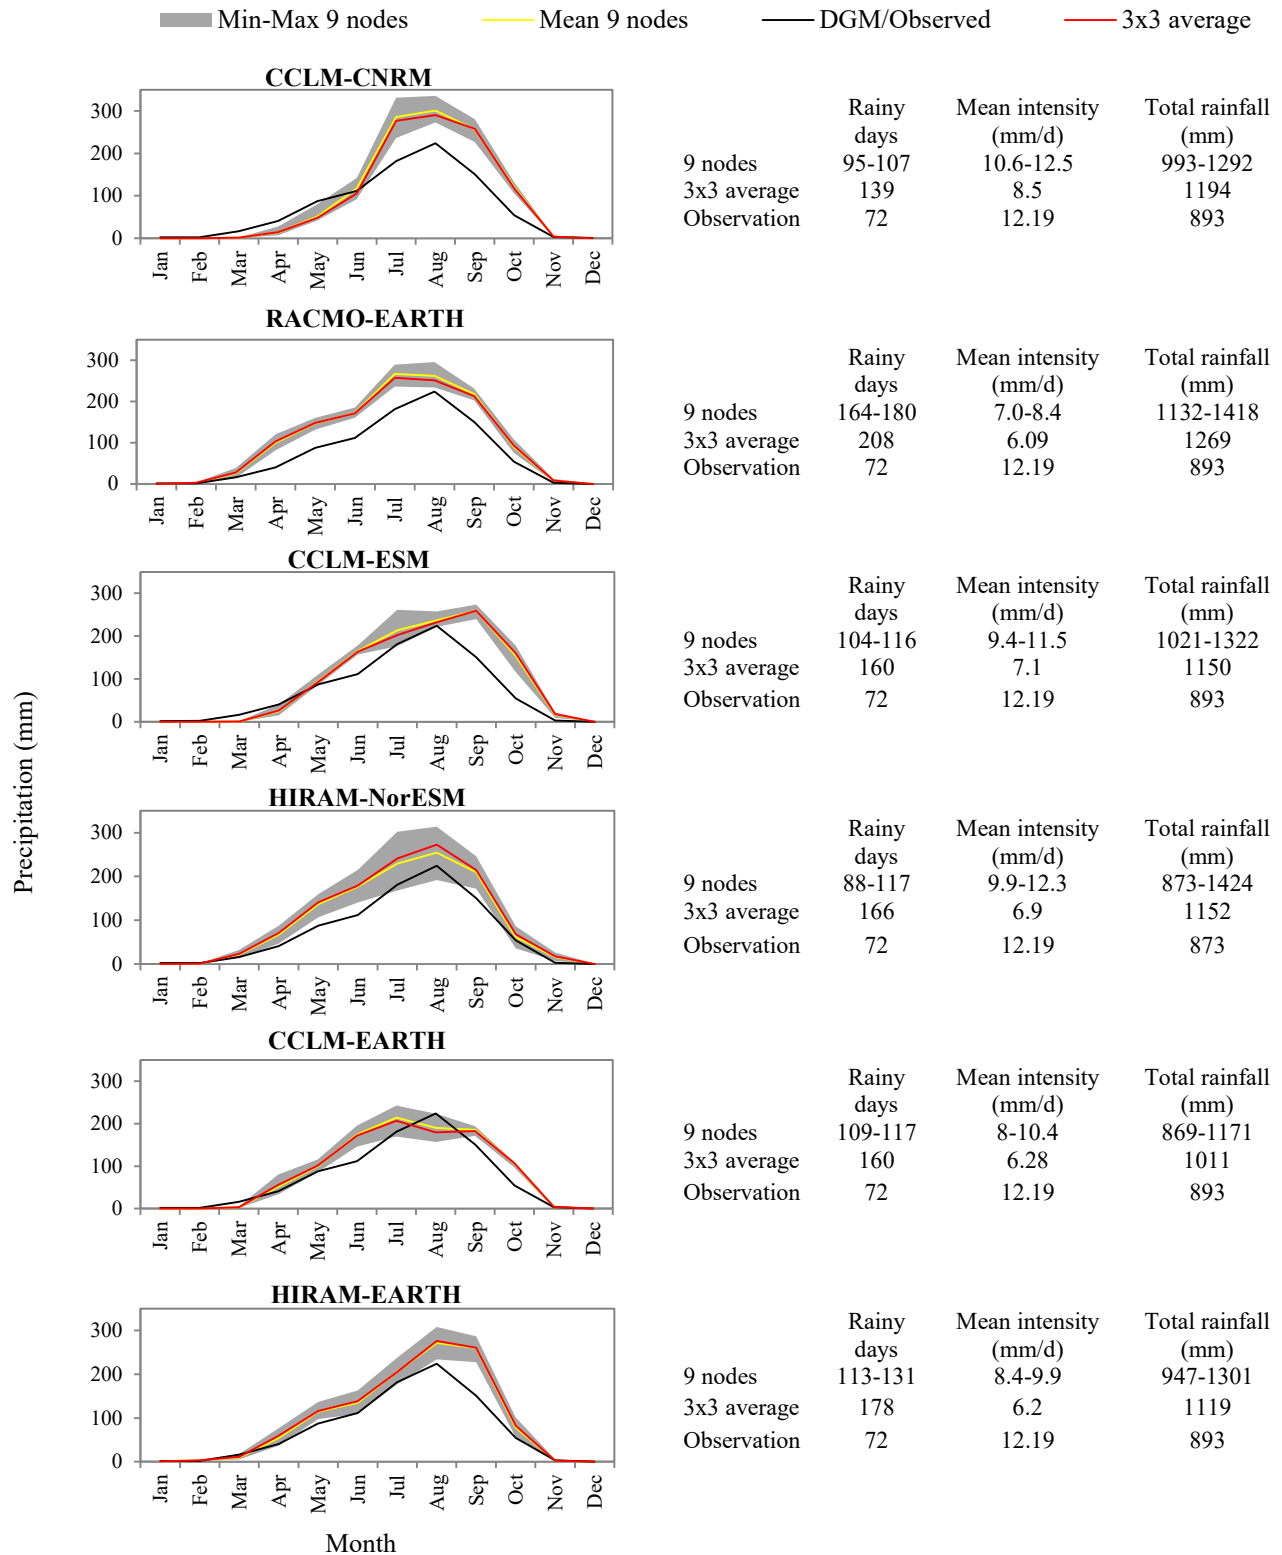 Min-Max 9 nodes Mean 9 nodes DGM/Observed 3x3 average
Precipitation (mm)
CCLM-CNRM
300
200
100
0
Jan Feb Mar Apr May Jun Jul Aug Sep Oct Nov Dec
Rainy Mean intensity Total rainfall
days (mm/d) (mm)
9 nodes 95-107 10.6-12.5 993-1292
3x3 average 139 8.5 1194
Observation 72 12.19 893
RACMO-EARTH
300
200
100
0
Jan Feb Mar Apr May Jun Jul Aug Sep Oct Nov Dec
Rainy Mean intensity Total rainfall
days (mm/d) (mm)
9 nodes 164-180 7.0-8.4 1132-1418
3x3 average 208 6.09 1269
Observation 72 12.19 893
CCLM-ESM
300
200
100
0
Jan Feb Mar Apr May Jun Jul Aug Sep Oct Nov Dec
Rainy Mean intensity Total rainfall
days (mm/d) (mm)
9 nodes 104-116 9.4-11.5 1021-1322
3x3 average 160 7.1 1150
Observation 72 12.19 893
HIRAM-NorESM
300
200
100
0
Jan Feb Mar Apr May Jun Jul Aug Sep Oct Nov Dec
Rainy Mean intensity Total rainfall
days (mm/d) (mm)
9 nodes 88-117 9.9-12.3 873-1424
3x3 average 166 6.9 1152
Observation 72 12.19 873
CCLM-EARTH
300
200
100
0
Jan Feb Mar Apr May Jun Jul Aug Sep Oct Nov Dec
Rainy Mean intensity Total rainfall
days (mm/d) (mm)
9 nodes 109-117 8-10.4 869-1171
3x3 average 160 6.28 1011
Observation 72 12.19 893
HIRAM-EARTH
300
200
100
0
Jan Feb Mar Apr May Jun Jul Aug Sep Oct Nov Dec
Rainy Mean intensity Total rainfall
days (mm/d) (mm)
9 nodes 113-131 8.4-9.9 947-1301
3x3 average 178 6.2 1119
Observation 72 12.19 893
Month